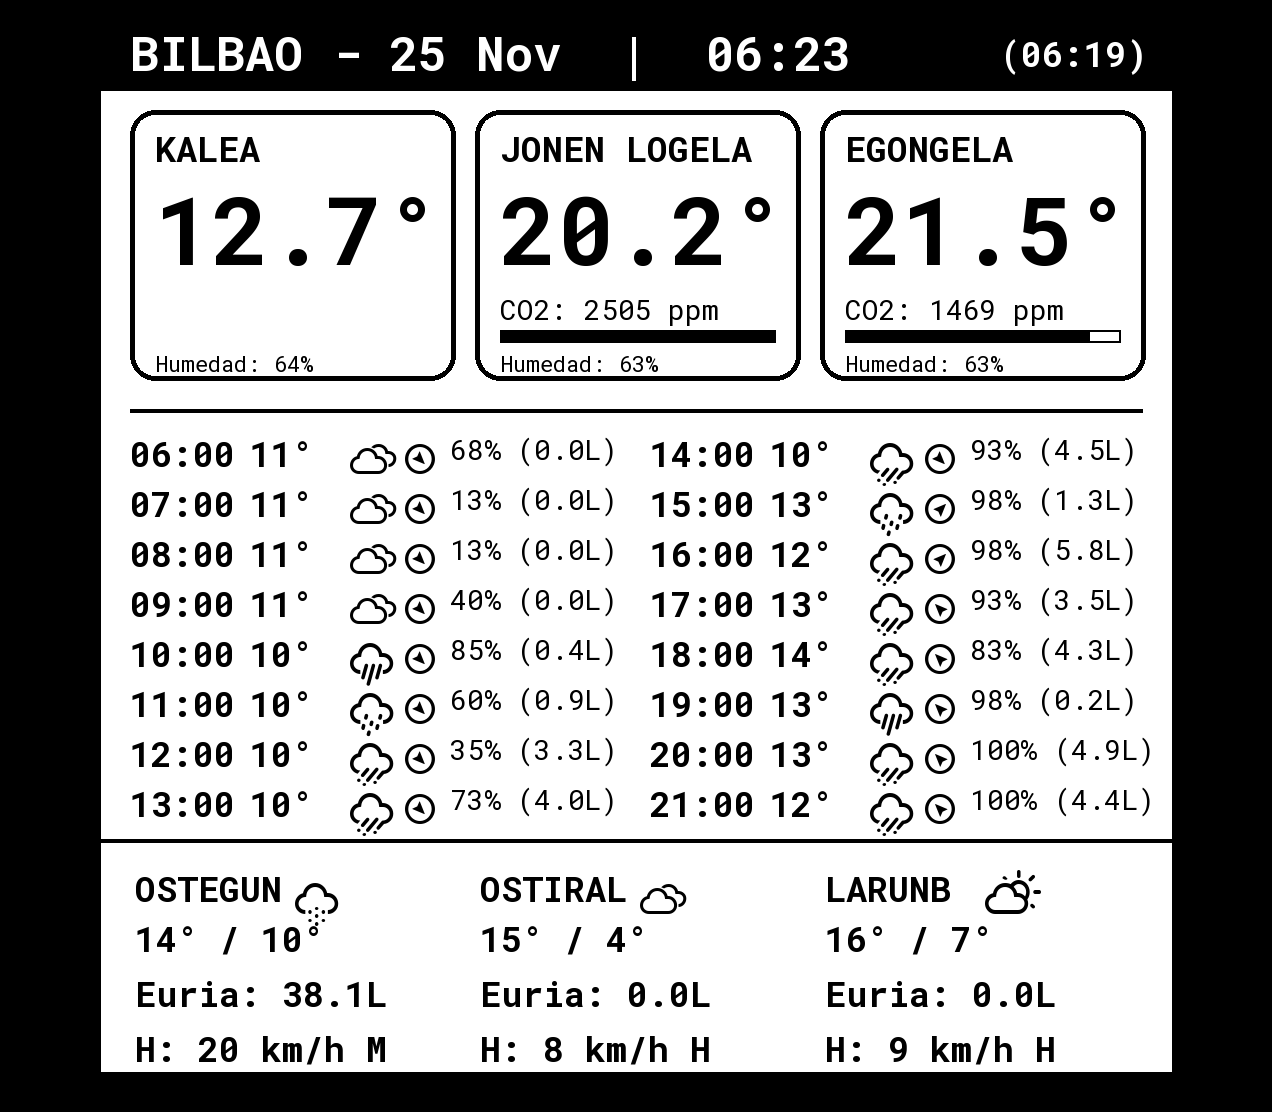 BILBAO - 25 Nov | 06:23 (06:19)
KALEA
12.7°
Humedad: 64%
JONEN LOGELA
20.2°
CO2: 2505 ppm
Humedad: 63%
EGONGELA
21.5°
CO2: 1469 ppm
Humedad: 63%
06:00 11° 68% (0.0L)
07:00 11° 13% (0.0L)
08:00 11° 13% (0.0L)
09:00 11° 40% (0.0L)
10:00 10° 85% (0.4L)
11:00 10° 60% (0.9L)
12:00 10° 35% (3.3L)
13:00 10° 73% (4.0L)
14:00 10° 93% (4.5L)
15:00 13° 98% (1.3L)
16:00 12° 98% (5.8L)
17:00 13° 93% (3.5L)
18:00 14° 83% (4.3L)
19:00 13° 98% (0.2L)
20:00 13° 100% (4.9L)
21:00 12° 100% (4.4L)
OSTEGUN
14° / 10°
Euria: 38.1L
H: 20 km/h M
OSTIRAL
15° / 4°
Euria: 0.0L
H: 8 km/h H
LARUNB
16° / 7°
Euria: 0.0L
H: 9 km/h H